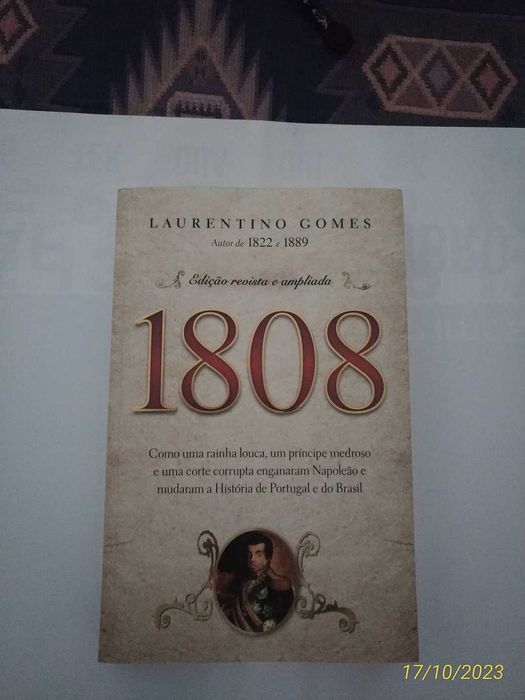 LAURENTINO GOMES
Autor de 1822 e 1889
Edição revista e ampliada
1808
Como uma rainha louca, um príncipe medroso
e uma corte corrupta enganaram Napoleão e
mudaram a História de Portugal e do Brasil
17/10/2023